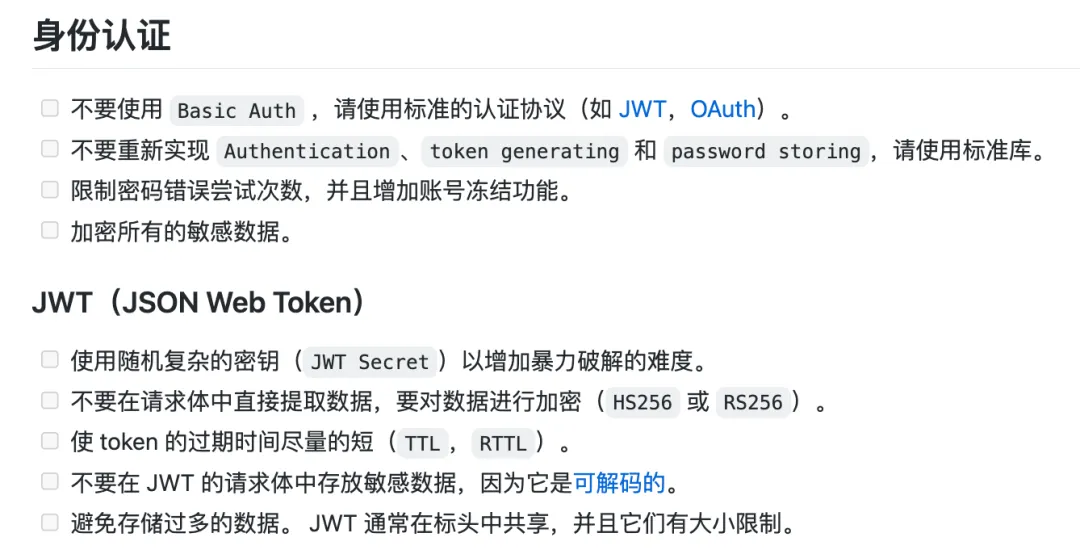 身份认证
不要使用 Basic Auth ，请使用标准的认证协议（如 JWT，OAuth）。
不要重新实现 Authentication、token generating 和 password storing，请使用标准库。
限制密码错误尝试次数，并且增加账号冻结功能。
加密所有的敏感数据。
JWT（JSON Web Token）
使用随机复杂的密钥（JWT Secret）以增加暴力破解的难度。
不要在请求体中直接提取数据，要对数据进行加密（HS256 或 RS256）。
使 token 的过期时间尽量的短（TTL，RTTL）。
不要在 JWT 的请求体中存放敏感数据，因为它是可解码的。
避免存储过多的数据。 JWT 通常在标头中共享，并且它们有大小限制。